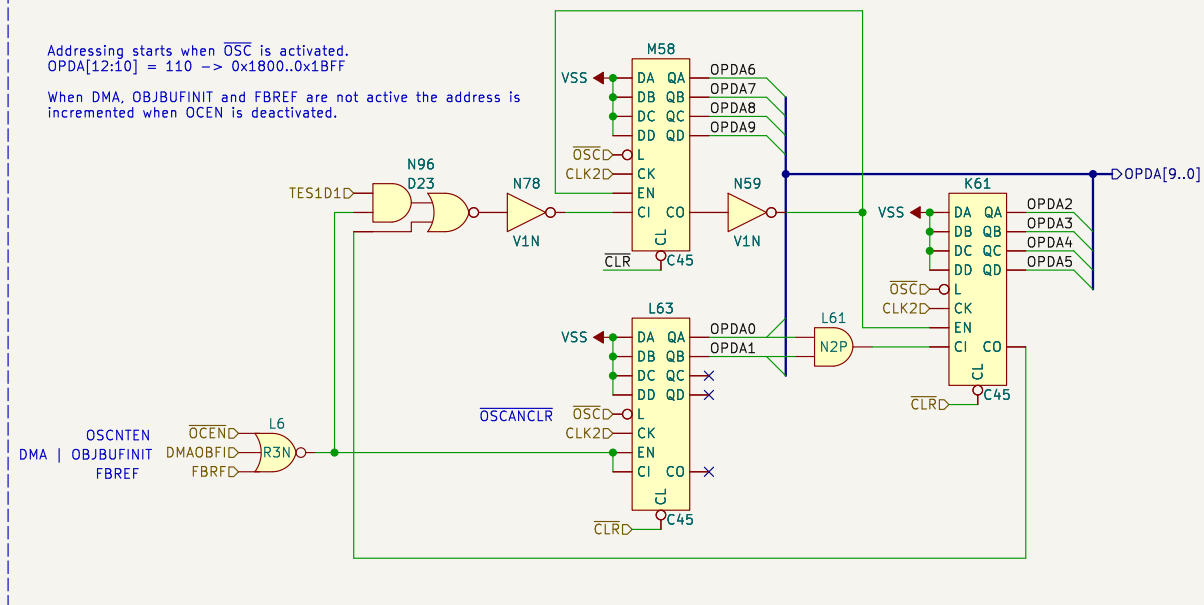 Addressing starts when OSC is activated.
OPDA[12:10] = 110 -> 0x1800..0x1BFF
When DMA, OBJBUFINIT and FBREF are not active the address is
incremented when OCEN is deactivated.
M58
VSS
DA QA OPDA6
DB QB OPDA7
DC QC OPDA8
DD QD OPDA9
OSC L
CLK2 CK
EN
CI CO
CL
CLR
C45
N96
D23
TES1D1
N78
V1N
N59
V1N
OPDA[9..0]
K61
VSS
DA QA OPDA2
DB QB OPDA3
DC QC OPDA4
DD QD OPDA5
OSC L
CLK2 CK
EN
CI CO
CL
CLR
C45
L63
VSS
DA QA OPDA0
DB QB OPDA1
DC QC
DD QD
OSCANCLR
OSC L
CLK2 CK
EN
CI CO
CL
CLR
C45
L61
N2P
OSCNTEN
DMA | OBJBUFINIT
FBREF
OCEN
DMAOBFI
FBRF
L6
R3N